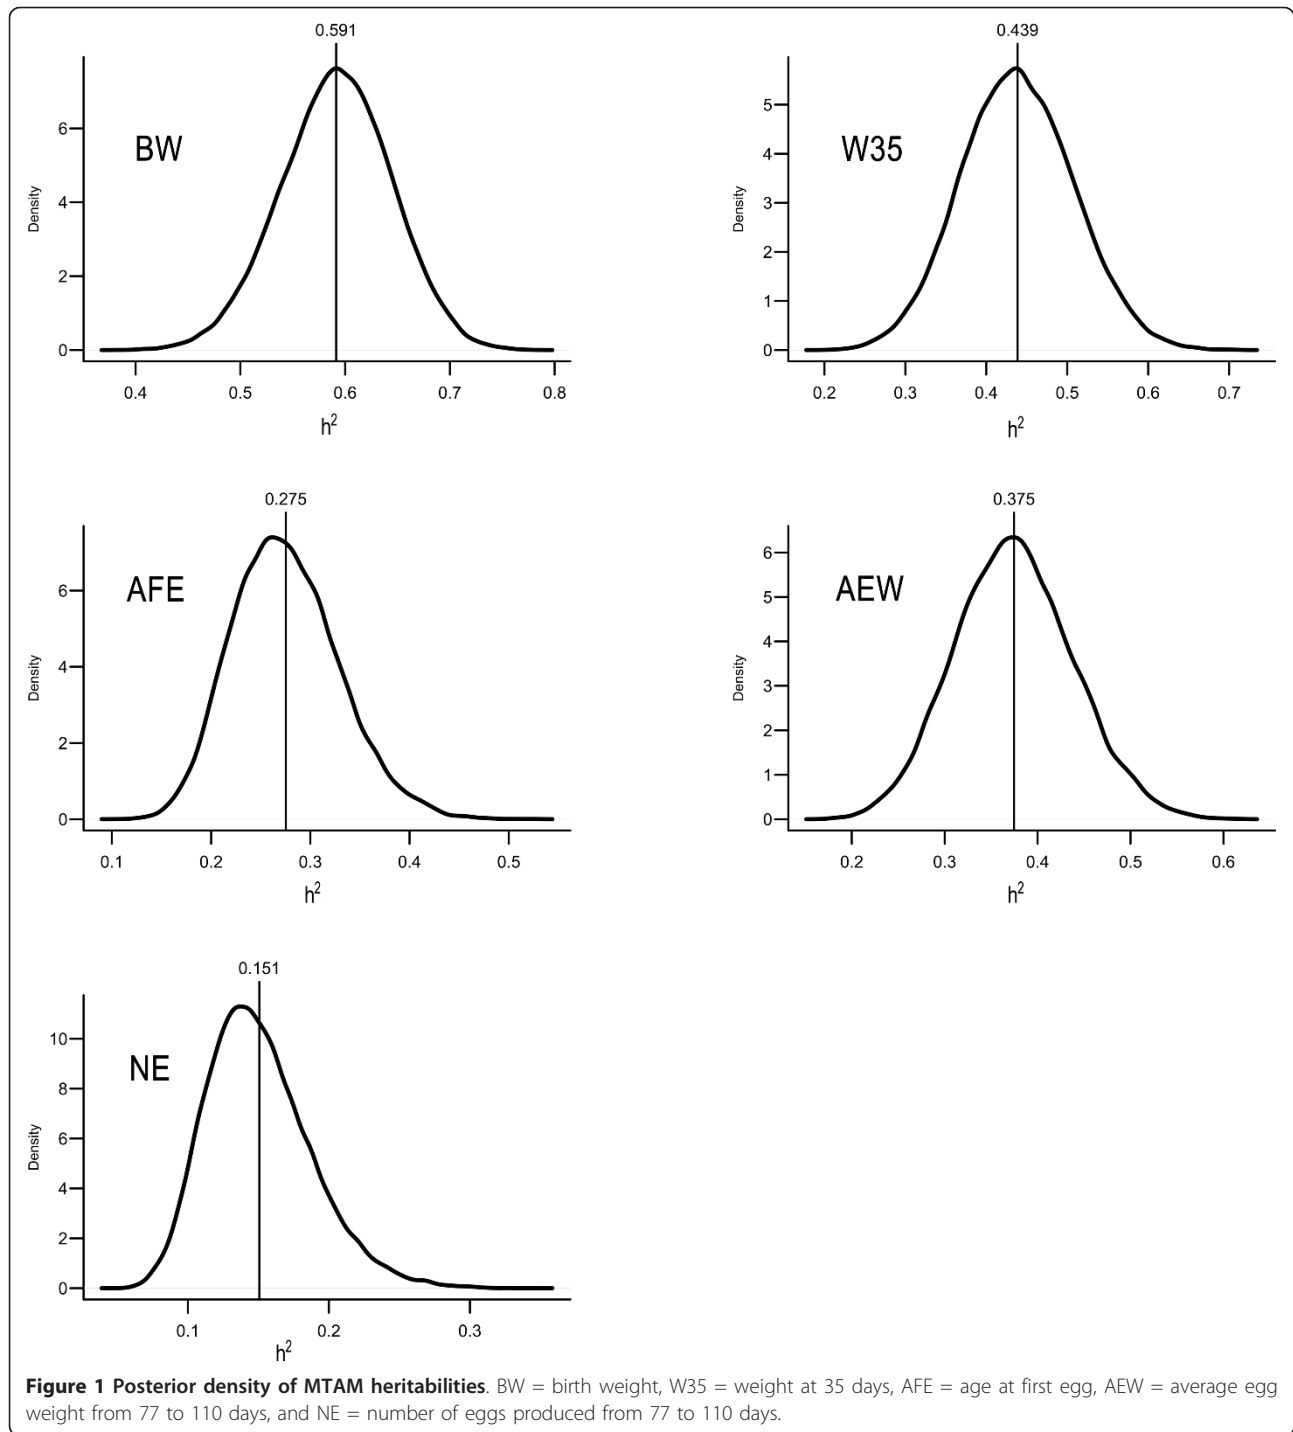 0.591
BW
Density
6
4
2
0
0.4 0.5 0.6 0.7 0.8
h²
0.439
W35
Density
5
4
3
2
1
0
0.2 0.3 0.4 0.5 0.6 0.7
h²
0.275
AFE
Density
6
4
2
0
0.1 0.2 0.3 0.4 0.5
h²
0.375
AEW
Density
6
5
4
3
2
1
0
0.2 0.3 0.4 0.5 0.6
h²
0.151
NE
Density
10
8
6
4
2
0
0.1 0.2 0.3
h²
Figure 1 Posterior density of MTAM heritabilities. BW = birth weight, W35 = weight at 35 days, AFE = age at first egg, AEW = average egg
weight from 77 to 110 days, and NE = number of eggs produced from 77 to 110 days.